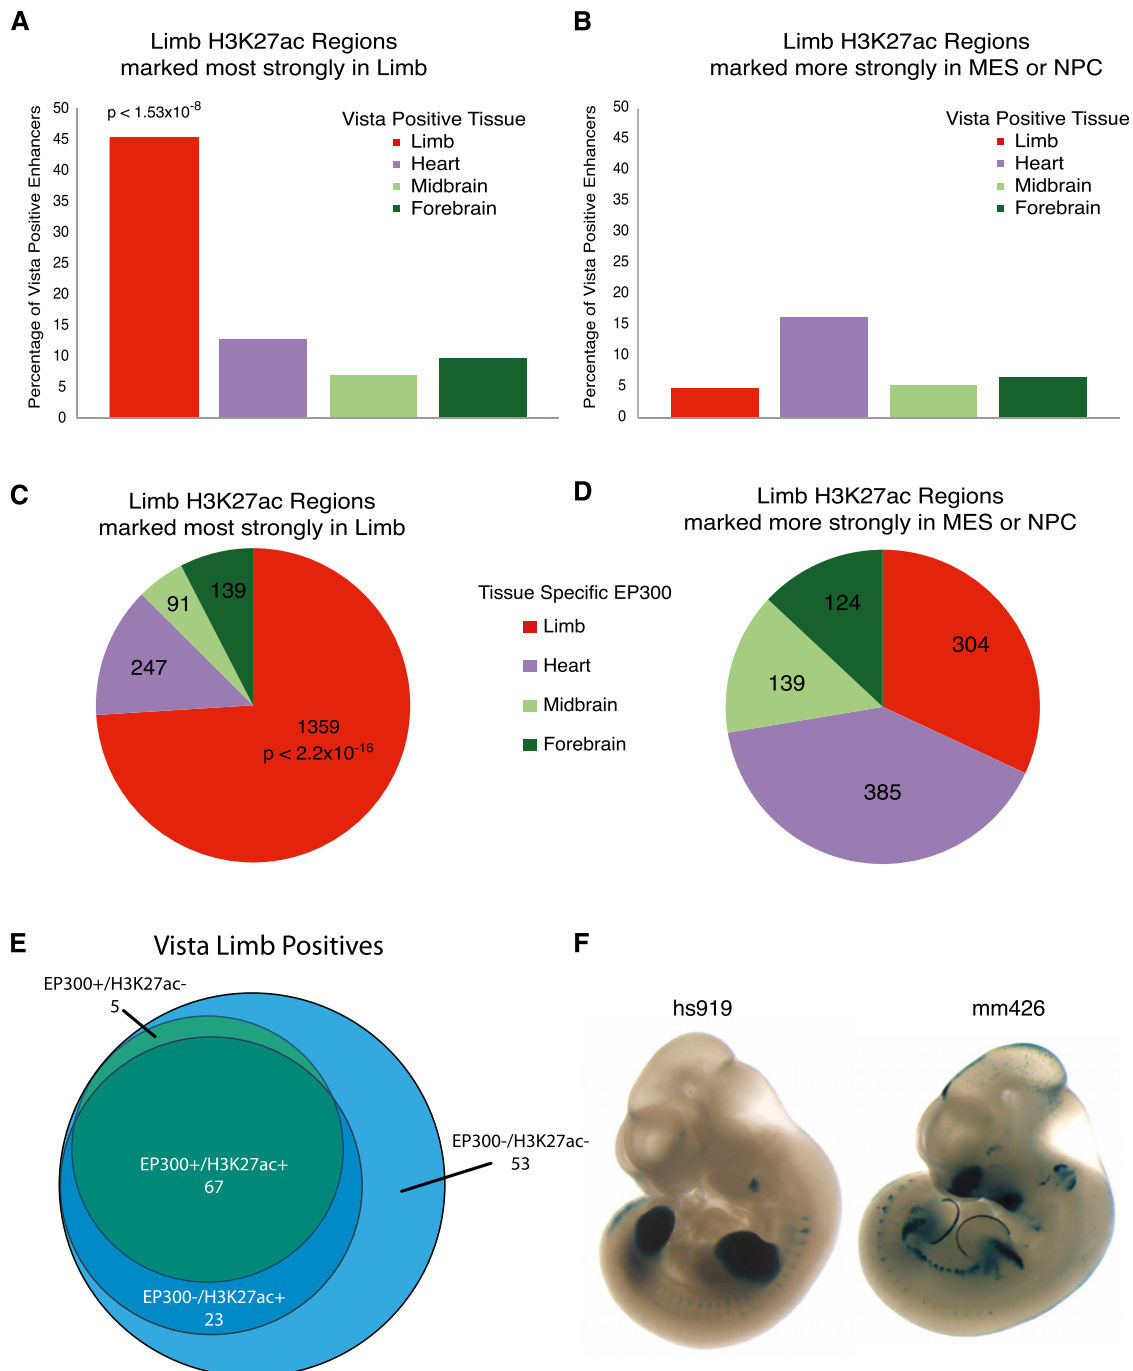 A
Limb H3K27ac Regions
marked most strongly in Limb
Percentage of Vista Positive Enhancers
50
45
40
35
30
25
20
15
10
5
0
p < 1.53x10-8
Vista Positive Tissue
Limb
Heart
Midbrain
Forebrain
B
Limb H3K27ac Regions
marked more strongly in MES or NPC
Percentage of Vista Positive Enhancers
50
45
40
35
30
25
20
15
10
5
0
Vista Positive Tissue
Limb
Heart
Midbrain
Forebrain
C
Limb H3K27ac Regions
marked most strongly in Limb
139
91
247
1359
p < 2.2x10-16
Tissue Specific EP300
Limb
Heart
Midbrain
Forebrain
D
Limb H3K27ac Regions
marked more strongly in MES or NPC
124
304
139
385
E
Vista Limb Positives
EP300+/H3K27ac-
5
EP300-/H3K27ac-
53
EP300+/H3K27ac+
67
EP300-/H3K27ac+
23
F
hs919
mm426